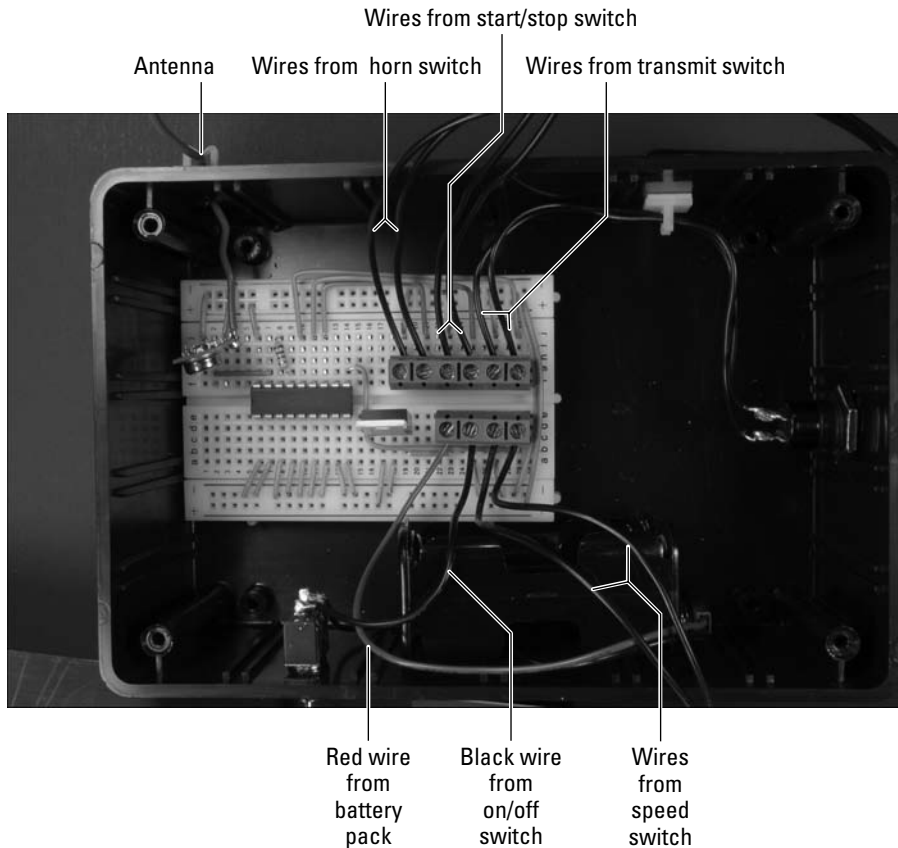 Wires from start/stop switch
Antenna
Wires from horn switch
Wires from transmit switch
Red wire
from
battery
pack
Black wire
from
on/off
switch
Wires
from
speed
switch